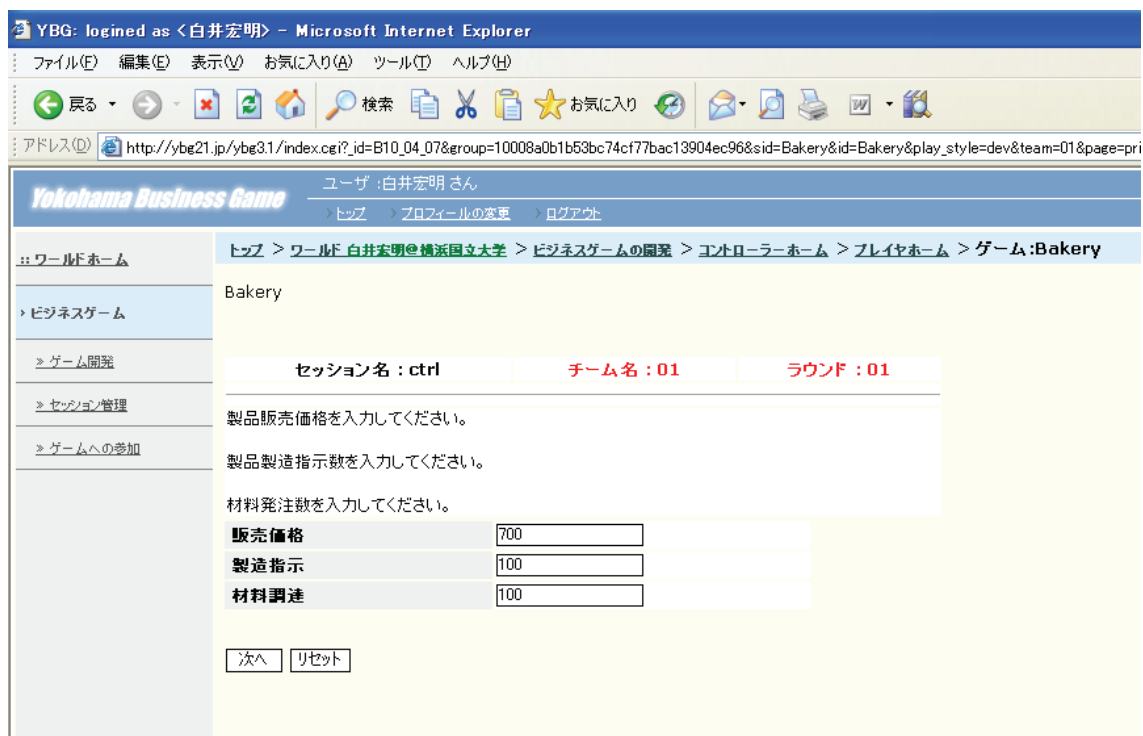 YBG: logined as <白井宏明> - Microsoft Internet Explorer
ファイル(F) 編集(E) 表示(V) お気に入り(A) ツール(T) ヘルプ(H)
戻る 検索 お気に入り
アドレス(D) http://ybg21.jp/ybg3.1/index.cgi?_id=B10_04_07&group=10008a0b1b53bc74cf77bac13904ec96&sid=Bakery&id=Bakery&play_style=dev&team=01&page=pri
Yokohama Business Game
ユーザ :白井宏明 さん
> トップ > プロフィールの変更 > ログアウト
:: ワールドホーム
トップ > ワールド 白井宏明@横浜国立大学 > ビジネスゲームの開発 > コントローラーホーム > プレイヤホーム > ゲーム:Bakery
› ビジネスゲーム
» ゲーム開発
» セッション管理
» ゲームへの参加
Bakery
セッション名:ctrl チーム名:01 ラウンド:01
製品販売価格を入力してください。
製品製造指示数を入力してください。
材料発注数を入力してください。
販売価格 700
製造指示 100
材料調達 100
次へ リセット